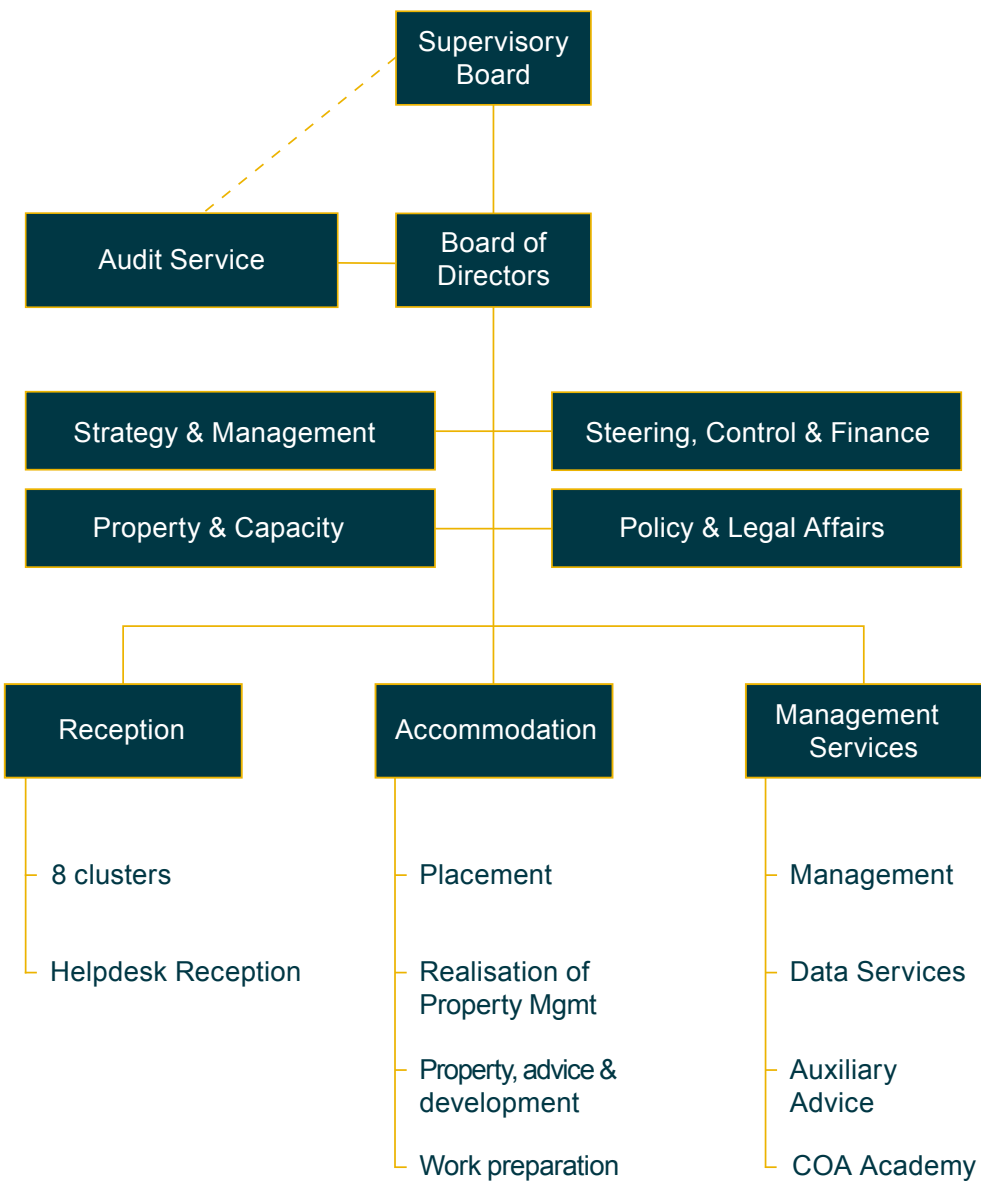 Supervisory
Board
Audit Service
Board of
Directors
Strategy & Management
Steering, Control & Finance
Property & Capacity
Policy & Legal Affairs
Reception
Accommodation
Management
Services
8 clusters
Helpdesk Reception
Placement
Realisation of
Property Mgmt
Property, advice &
development
Work preparation
Management
Data Services
Auxiliary
Advice
COA Academy